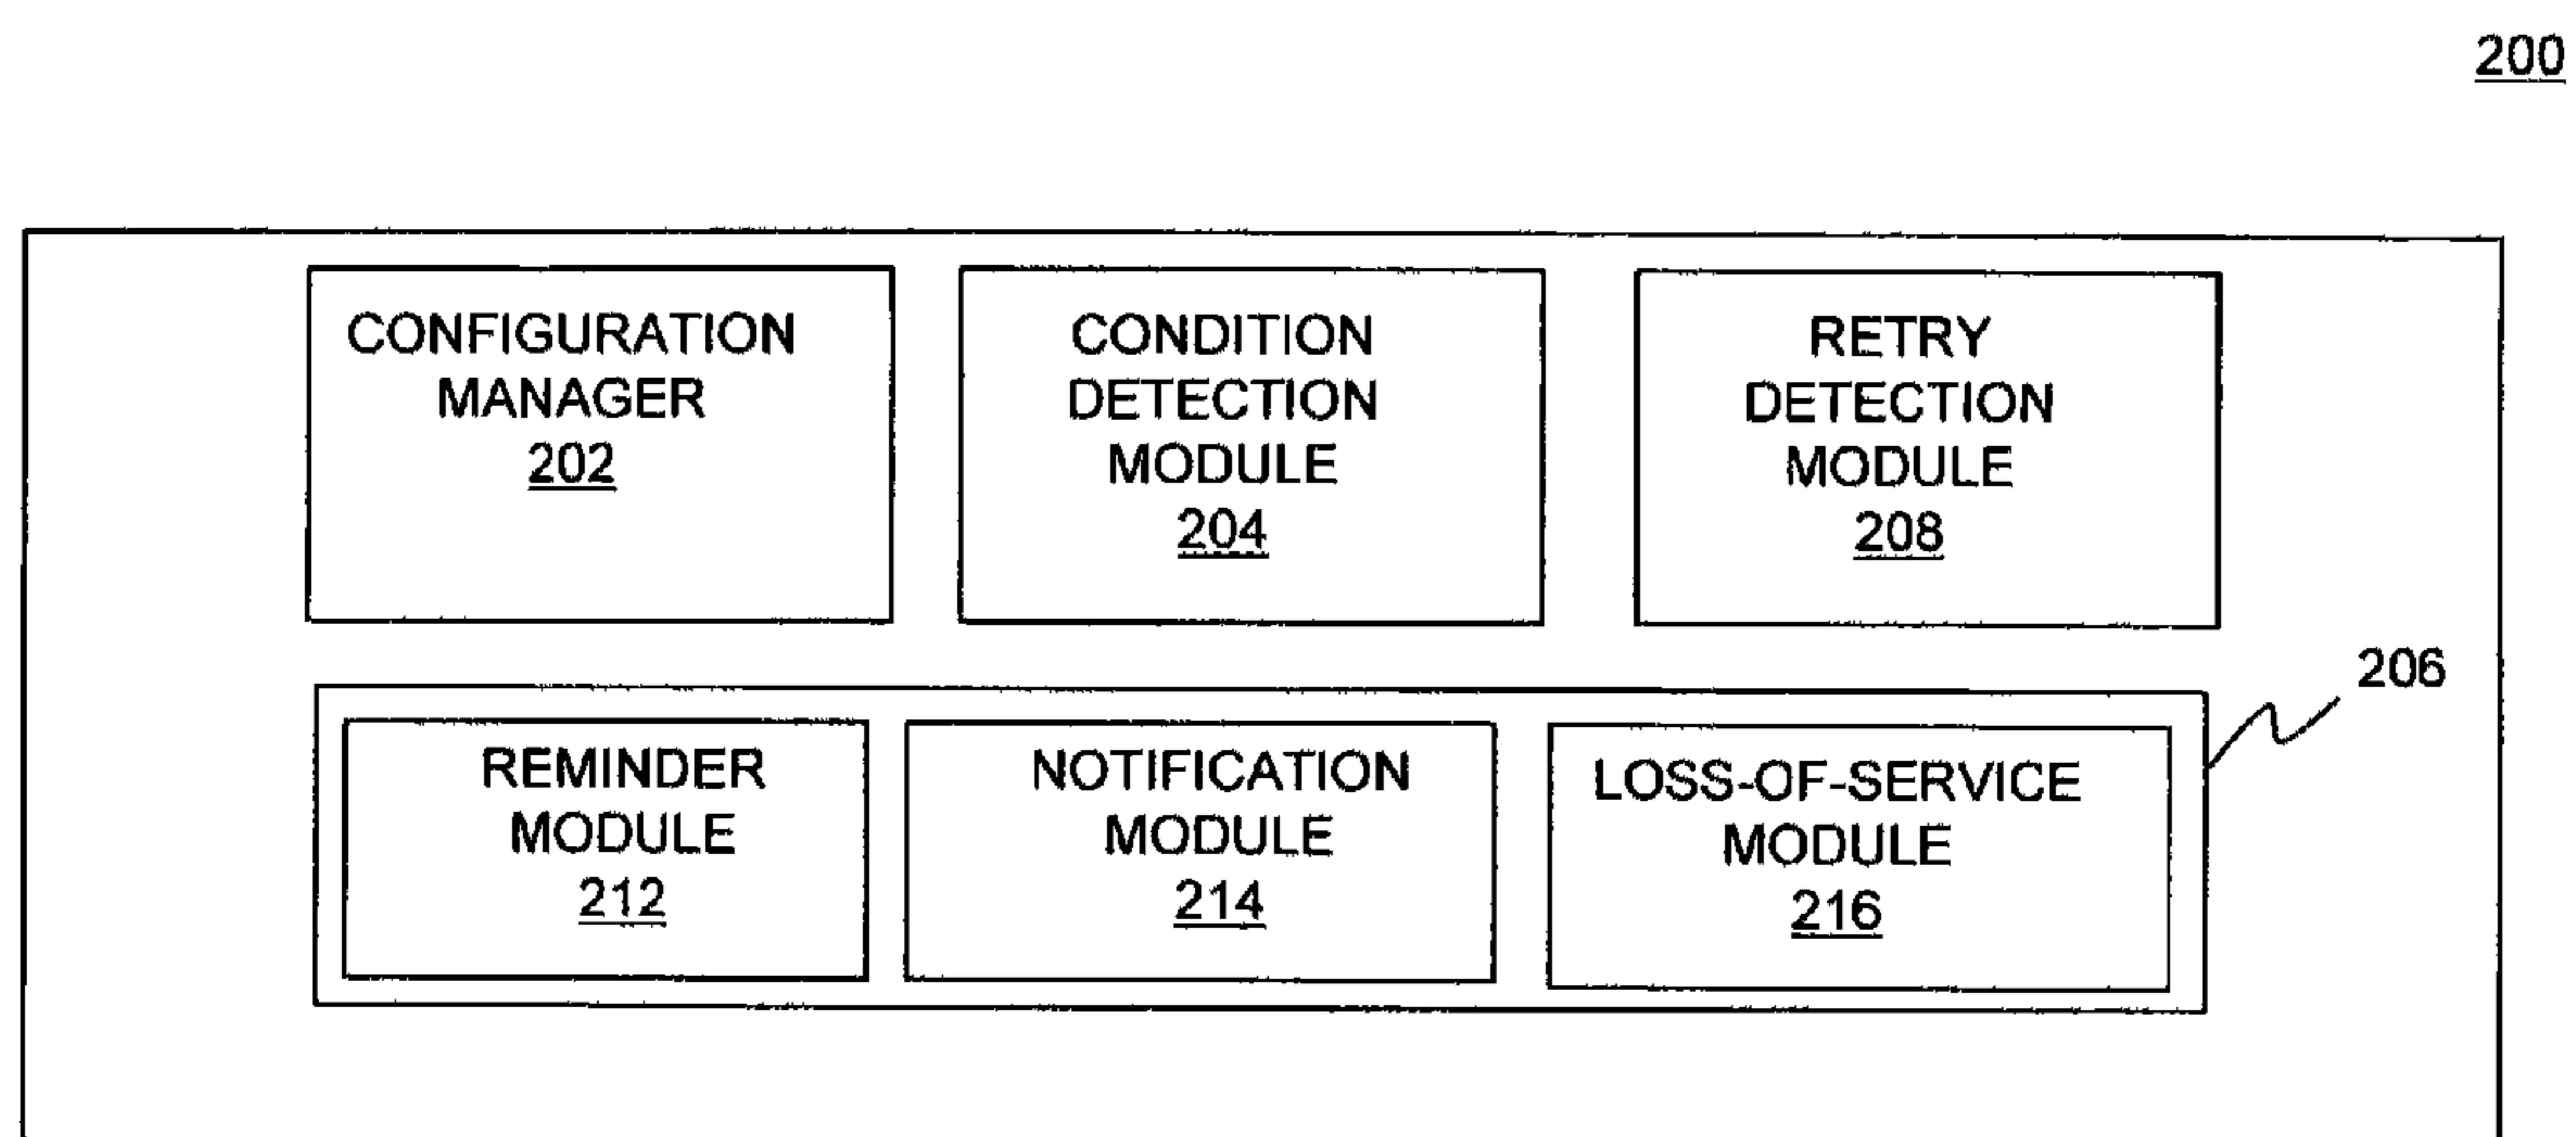 200
CONFIGURATION
MANAGER
202
CONDITION
DETECTION
MODULE
204
RETRY
DETECTION
MODULE
208
206
REMINDER
MODULE
212
NOTIFICATION
MODULE
214
LOSS-OF-SERVICE
MODULE
216